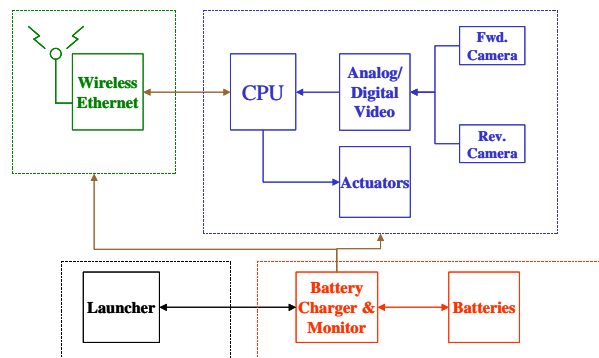 Fwd.
Camera
Wireless
Ethernet
CPU
Analog/
Digital
Video
Rev.
Camera
Actuators
Launcher
Battery
Charger &
Monitor
Batteries